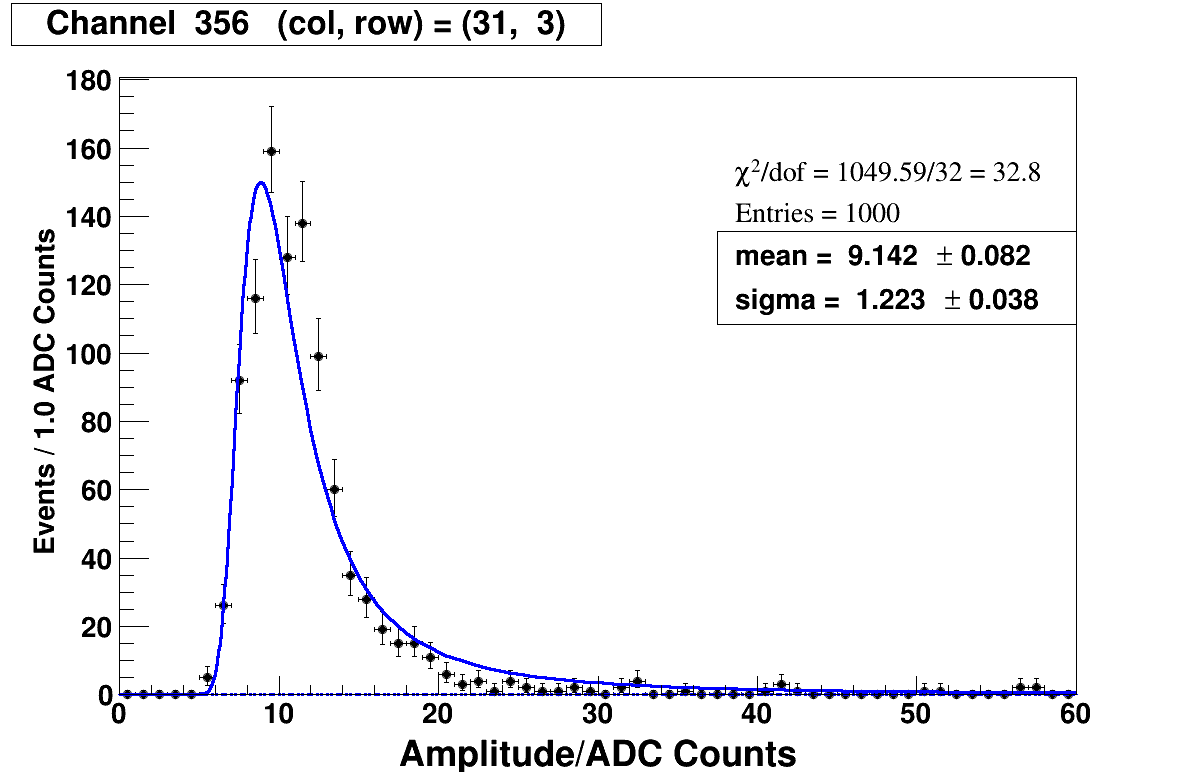 Channel 356 (col, row) = (31, 3)
180
160
140
120
100
80
60
40
20
0
Events / 1.0 ADC Counts
χ²/dof = 1049.59/32 = 32.8
Entries = 1000
mean = 9.142 ± 0.082
sigma = 1.223 ± 0.038
0 10 20 30 40 50 60
Amplitude/ADC Counts